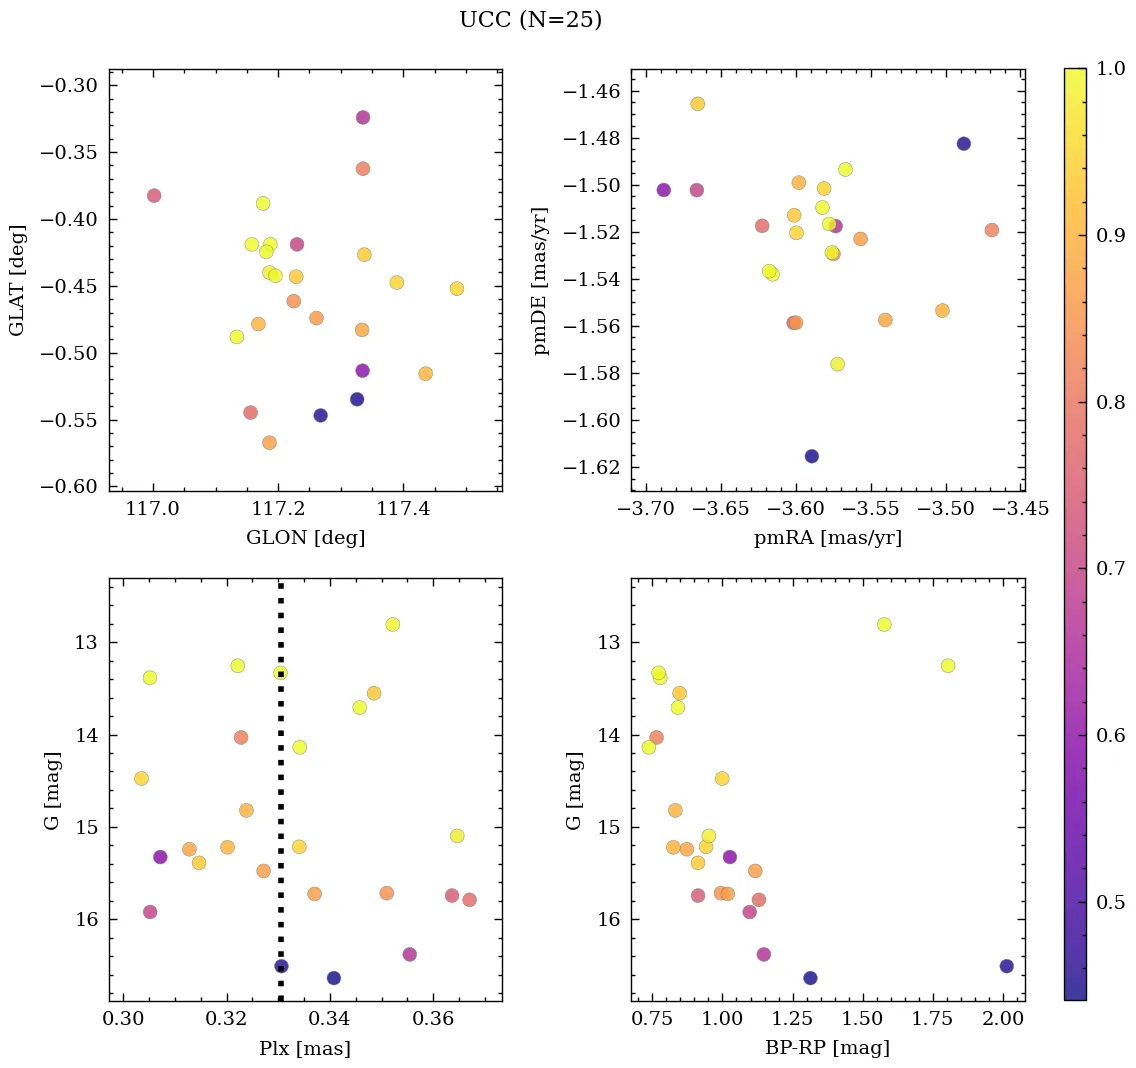 UCC (N=25)
−0.30
−0.35
−0.40
−0.45
−0.50
−0.55
−0.60
GLAT [deg]
117.0 117.2 117.4
GLON [deg]
−1.46
−1.48
−1.50
−1.52
−1.54
−1.56
−1.58
−1.60
−1.62
pmDE [mas/yr]
−3.70 −3.65 −3.60 −3.55 −3.50 −3.45
pmRA [mas/yr]
13
14
15
16
G [mag]
0.30 0.32 0.34 0.36
Plx [mas]
13
14
15
16
G [mag]
0.75 1.00 1.25 1.50 1.75 2.00
BP-RP [mag]
1.0
0.9
0.8
0.7
0.6
0.5